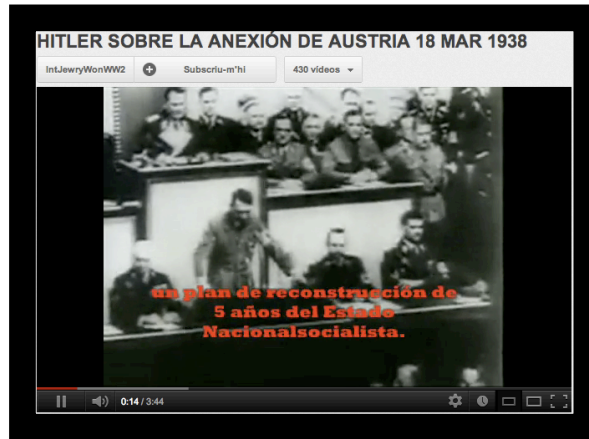 HITLER SOBRE LA ANEXIÓN DE AUSTRIA 18 MAR 1938
IntJewryWonWW2 Subscriu-m'hi 430 vídeos
un plan de reconstrucción de
5 años del Estado
Nacionalsocialista.
0:14 / 3:44